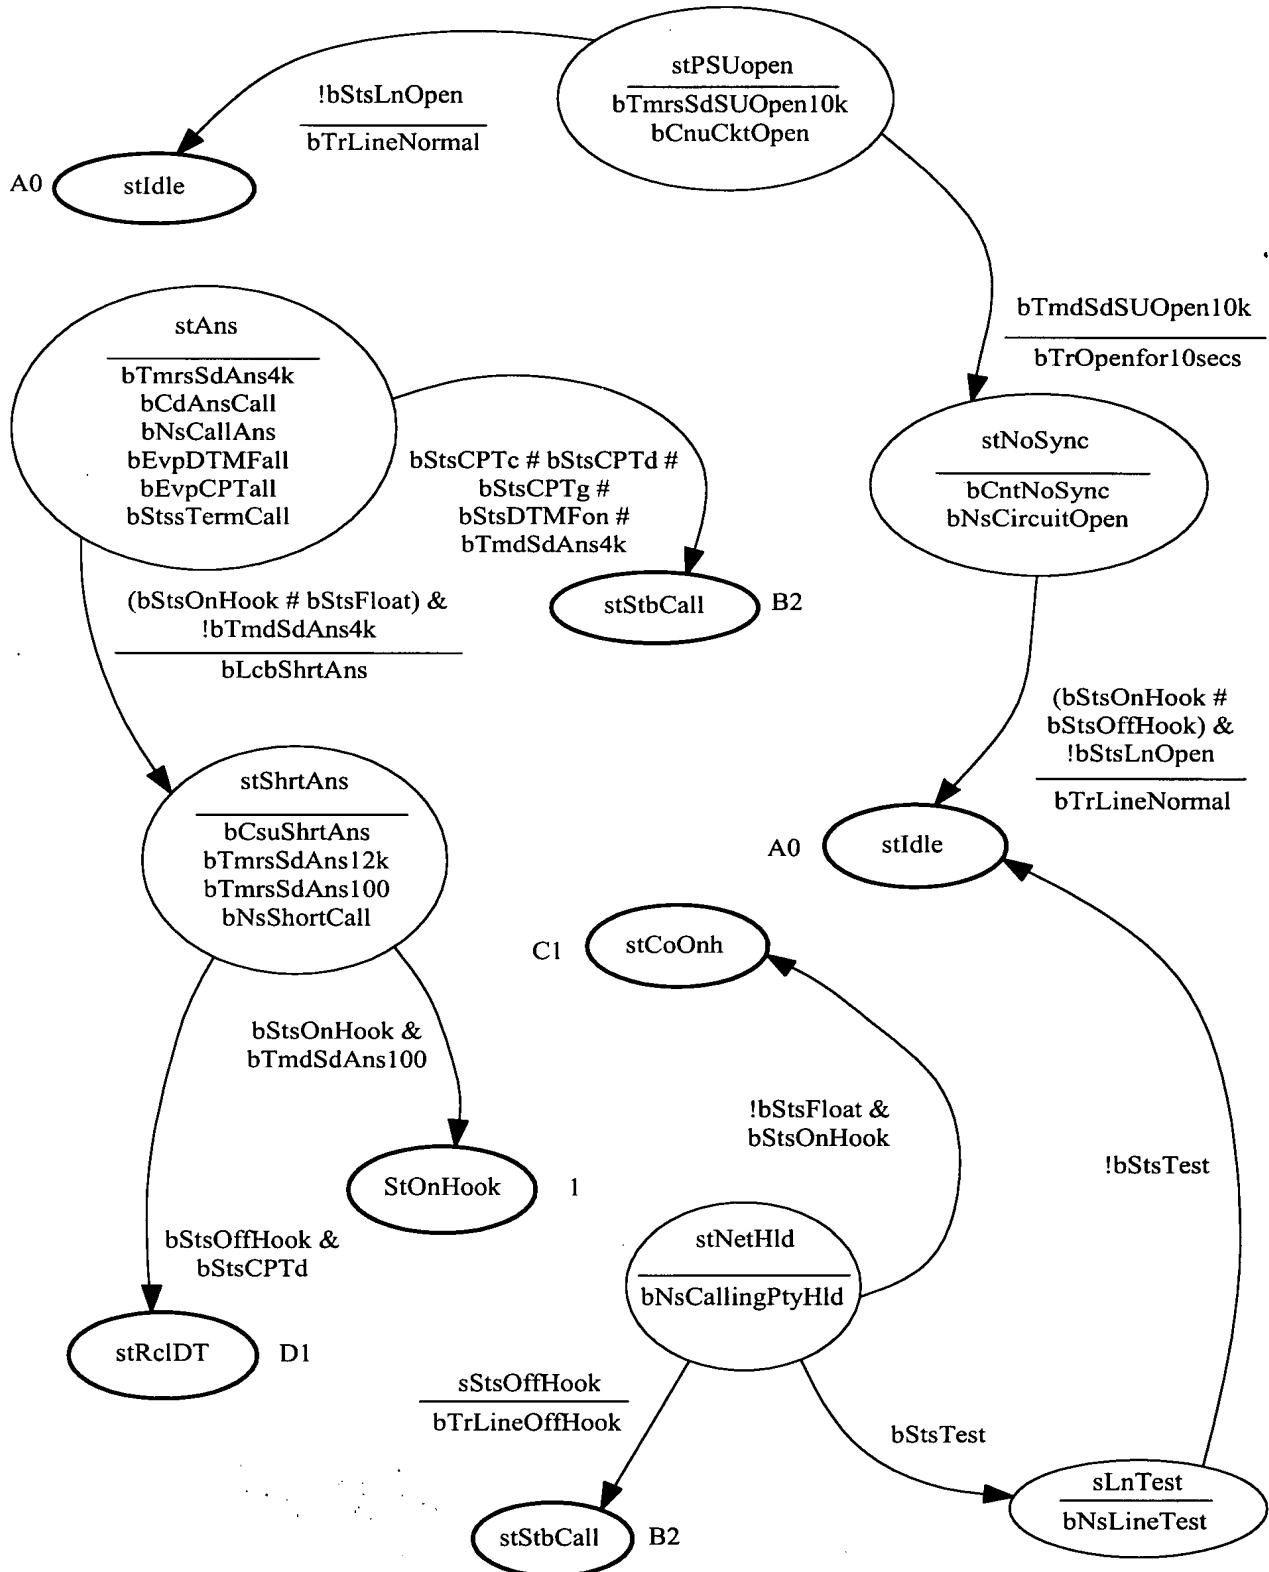 stPSUopen
bTmrsSdSUOpen10k
bCnuCktOpen
!bStsLnOpen
bTrLineNormal
A0
stIdle
bTmdSdSUOpen10k
bTrOpenfor10secs
stAns
bTmrsSdAns4k
bCdAnsCall
bNsCallAns
bEvpDTMFall
bEvpCPTall
bStssTermCall
bStsCPTc # bStsCPTd #
bStsCPTg #
bStsDTMFon #
bTmdSdAns4k
stNoSync
bCntNoSync
bNsCircuitOpen
stStbCall
B2
(bStsOnHook # bStsFloat) &
!bTmdSdAns4k
bLcbShrtAns
(bStsOnHook #
bStsOffHook) &
!bStsLnOpen
bTrLineNormal
stShrtAns
bCsuShrtAns
bTmrsSdAns12k
bTmrsSdAns100
bNsShortCall
A0
stIdle
C1
stCoOnh
bStsOnHook &
bTmdSdAns100
!bStsFloat &
bStsOnHook
!bStsTest
StOnHook
1
bStsOffHook &
bStsCPTd
stNetHld
bNsCallingPtyHld
stRclDT
D1
sStsOffHook
bTrLineOffHook
bStsTest
sLnTest
bNsLineTest
stStbCall
B2